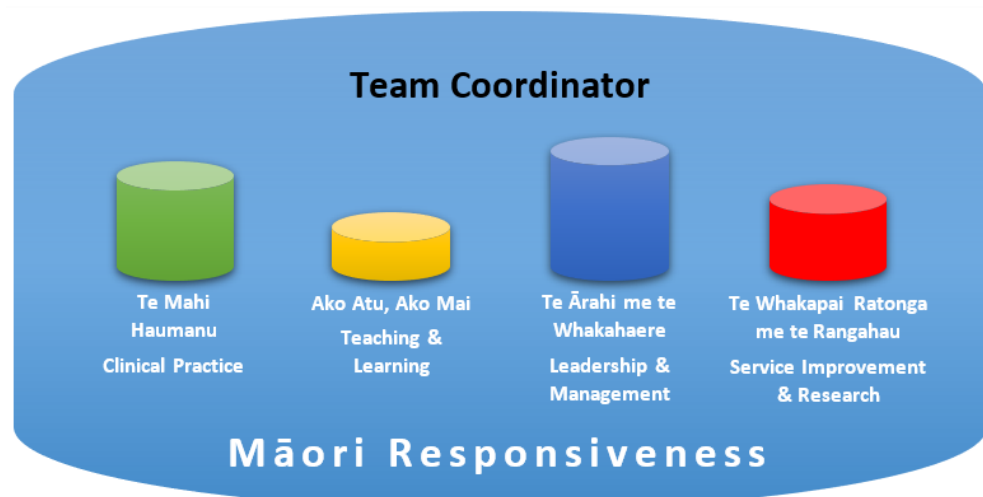 Team Coordinator
Te Mahi
Haumanu
Clinical Practice
Ako Atu, Ako Mai
Teaching &
Learning
Te Ārahi me te
Whakahaere
Leadership &
Management
Te Whakapai Ratonga
me te Rangahau
Service Improvement
& Research
Māori Responsiveness